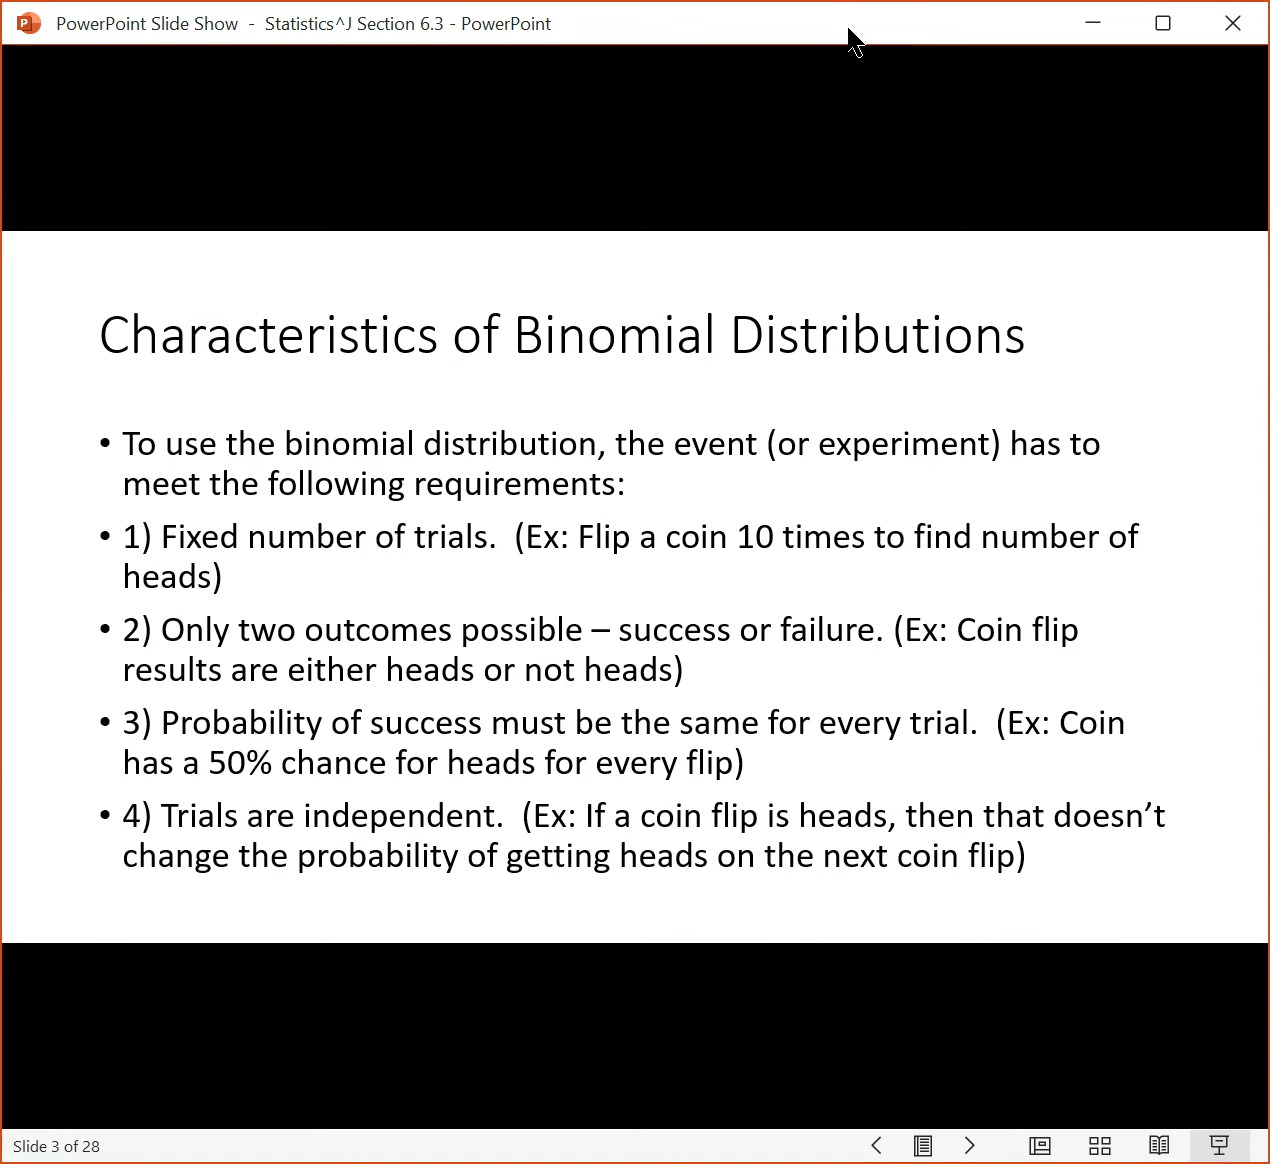 PowerPoint Slide Show - Statistics^J Section 6.3 - PowerPoint
Characteristics of Binomial Distributions
• To use the binomial distribution, the event (or experiment) has to
meet the following requirements:
• 1) Fixed number of trials.  (Ex: Flip a coin 10 times to find number of
heads)
• 2) Only two outcomes possible – success or failure. (Ex: Coin flip
results are either heads or not heads)
• 3) Probability of success must be the same for every trial.  (Ex: Coin
has a 50% chance for heads for every flip)
• 4) Trials are independent.  (Ex: If a coin flip is heads, then that doesn’t
change the probability of getting heads on the next coin flip)
Slide 3 of 28